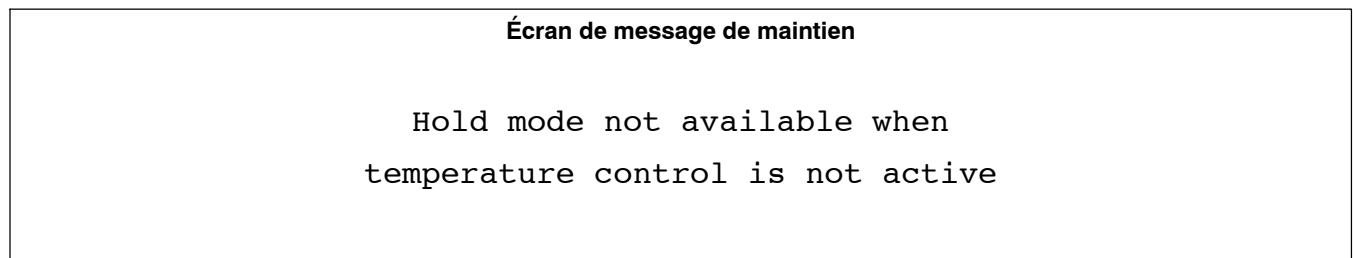 Écran de message de maintien
Hold mode not available when
temperature control is not active